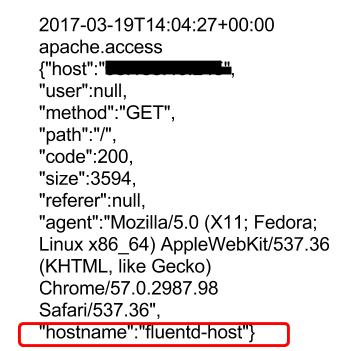 2017-03-19T14:04:27+00:00
apache.access
{"host":"
"user":null,
"method":"GET",
"path":"/",
"code":200,
"size":3594,
"referer":null,
"agent":"Mozilla/5.0 (X11; Fedora;
Linux x86_64) AppleWebKit/537.36
(KHTML, like Gecko)
Chrome/57.0.2987.98
Safari/537.36",
"hostname":"fluentd-host"}